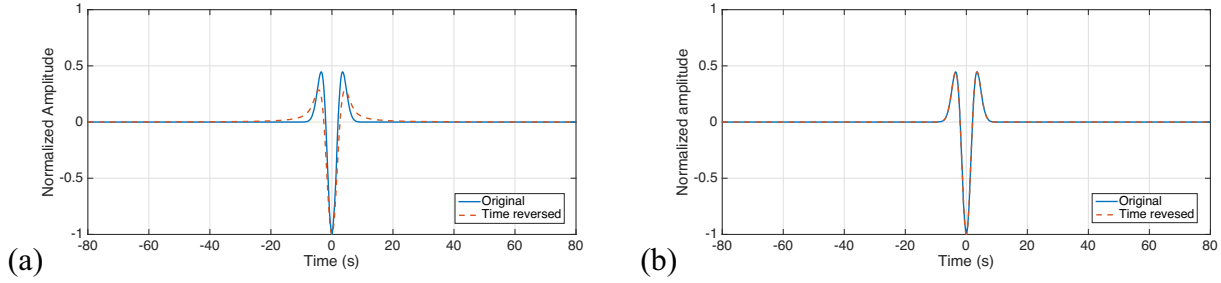 1
0.5
0
-0.5
-1
Normalized Amplitude
Original
Time reversed
-80 -60 -40 -20 0 20 40 60 80
Time (s)
(a)
1
0.5
0
-0.5
-1
Normalized amplitude
Original
Time revesed
-80 -60 -40 -20 0 20 40 60 80
Time (s)
(b)